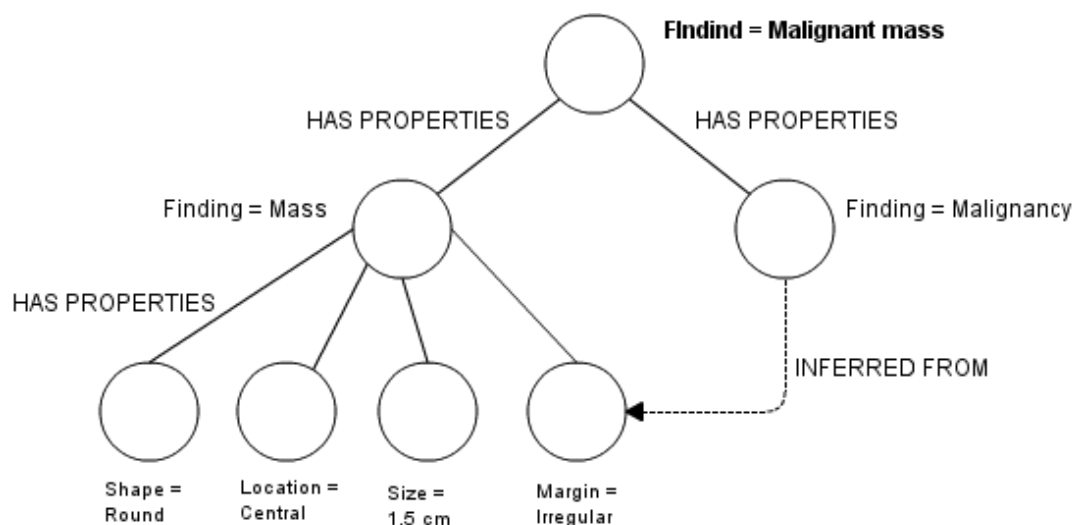 FIndind = Malignant mass
HAS PROPERTIES
HAS PROPERTIES
Finding = Mass
Finding = Malignancy
HAS PROPERTIES
INFERRED FROM
Shape =
Round
Location =
Central
Size =
1.5 cm
Margin =
Irregular